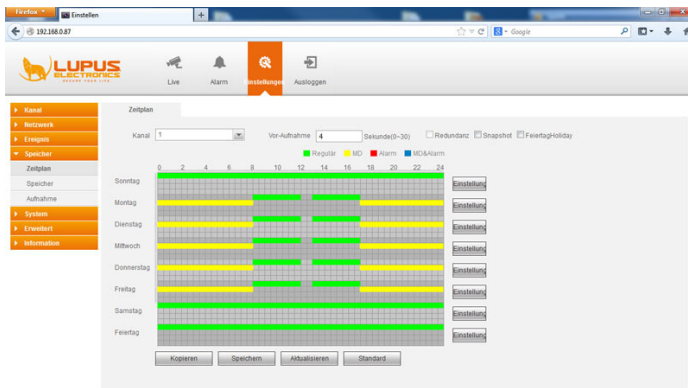 Firefox
Einstellen
192.168.0.87
Google
LUPUS
ELECTRONICS
SECURE YOUR LIFE
Live
Alarm
Einstellungen
Ausloggen
Kanal
Netzwerk
Ereignis
Speicher
Zeitplan
Speicher
Aufnahme
System
Erweitert
Information
Zeitplan
Kanal 1 Vor-Aufnahme 4 Sekunde(0~30) Redundanz Snapshot FeiertagHoliday
Regulär MD Alarm MD&Alarm
0 2 4 6 8 10 12 14 16 18 20 22 24
Sonntag Einstellung
Montag Einstellung
Dienstag Einstellung
Mittwoch Einstellung
Donnerstag Einstellung
Freitag Einstellung
Samstag Einstellung
Feiertag Einstellung
Kopieren Speichern Aktualisieren Standard